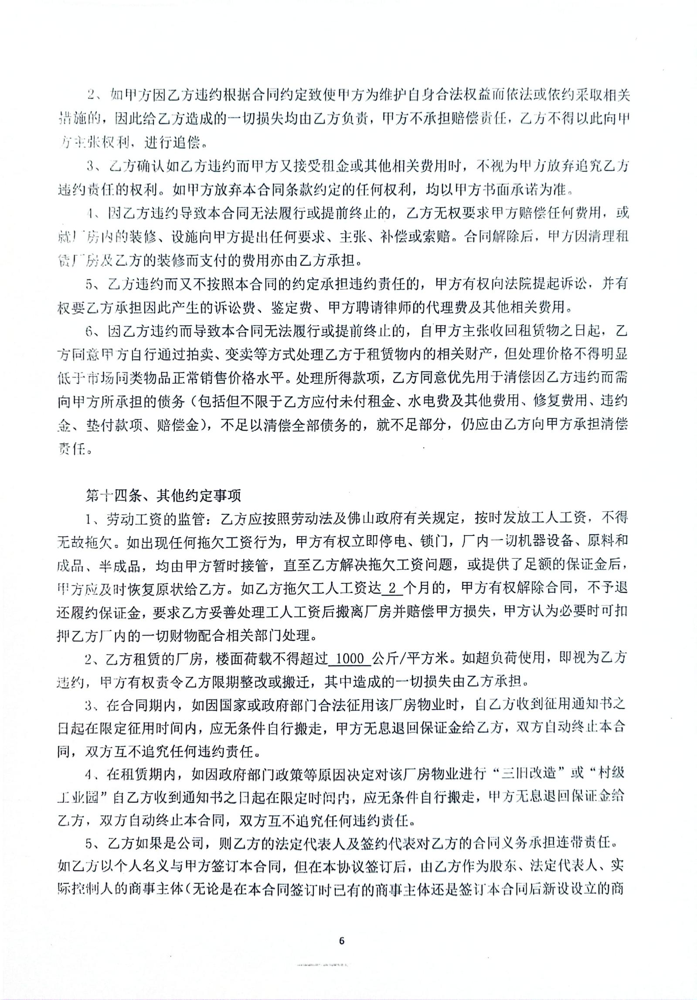 2、如甲方因乙方违约根据合同约定致使甲方为维护自身合法权益而依法或依约采取相关
措施的，因此给乙方造成的一切损失均由乙方负责，甲方不承担赔偿责任，乙方不得以此向甲
方主张权利，进行追偿。
3、乙方确认如乙方违约而甲方又接受租金或其他相关费用时，不视为甲方放弃追究乙方
违约责任的权利。如甲方放弃本合同条款约定的任何权利，均以甲方书面承诺为准。
4、因乙方违约导致本合同无法履行或提前终止的，乙方无权要求甲方赔偿任何费用，或
就厂房内的装修、设施向甲方提出任何要求、主张、补偿或索赔。合同解除后，甲方因清理租
赁厂房及乙方的装修而支付的费用亦由乙方承担。
5、乙方违约而又不按照本合同的约定承担违约责任的，甲方有权向法院提起诉讼，并有
权要乙方承担因此产生的诉讼费、鉴定费、甲方聘请律师的代理费及其他相关费用。
6、因乙方违约而导致本合同无法履行或提前终止的，自甲方主张收回租赁物之日起，乙
方同意甲方自行通过拍卖、变卖等方式处理乙方于租赁物内的相关财产，但处理价格不得明显
低于市场同类物品正常销售价格水平。处理所得款项，乙方同意优先用于清偿因乙方违约而需
向甲方所承担的债务（包括但不限于乙方应付未付租金、水电费及其他费用、修复费用、违约
金、垫付款项、赔偿金），不足以清偿全部债务的，就不足部分，仍应由乙方向甲方承担清偿
责任。
第十四条、其他约定事项
1、劳动工资的监管：乙方应按照劳动法及佛山政府有关规定，按时发放工人工资，不得
无故拖欠。如出现任何拖欠工资行为，甲方有权立即停电、锁门，厂内一切机器设备、原料和
成品、半成品，均由甲方暂时接管，直至乙方解决拖欠工资问题，或提供了足额的保证金后，
甲方应及时恢复原状给乙方。如乙方拖欠工人工资达 2 个月的，甲方有权解除合同，不予退
还履约保证金，要求乙方妥善处理工人工资后搬离厂房并赔偿甲方损失，甲方认为必要时可扣
押乙方厂内的一切财物配合相关部门处理。
2、乙方租赁的厂房，楼面荷载不得超过 1000 公斤/平方米。如超负荷使用，即视为乙方
违约，甲方有权责令乙方限期整改或搬迁，其中造成的一切损失由乙方承担。
3、在合同期内，如因国家或政府部门合法征用该厂房物业时，自乙方收到征用通知书之
日起在限定征用时间内，应无条件自行搬走，甲方无息退回保证金给乙方，双方自动终止本合
同，双方互不追究任何违约责任。
4、在租赁期内，如因政府部门政策等原因决定对该厂房物业进行“三旧改造”或“村级
工业园”自乙方收到通知书之日起在限定时间内，应无条件自行搬走，甲方无息退回保证金给
乙方，双方自动终止本合同，双方互不追究任何违约责任。
5、乙方如果是公司，则乙方的法定代表人及签约代表对乙方的合同义务承担连带责任。
如乙方以个人名义与甲方签订本合同，但在本协议签订后，由乙方作为股东、法定代表人、实
际控制人的商事主体（无论是在本合同签订时已有的商事主体还是签订本合同后新设设立的商
6